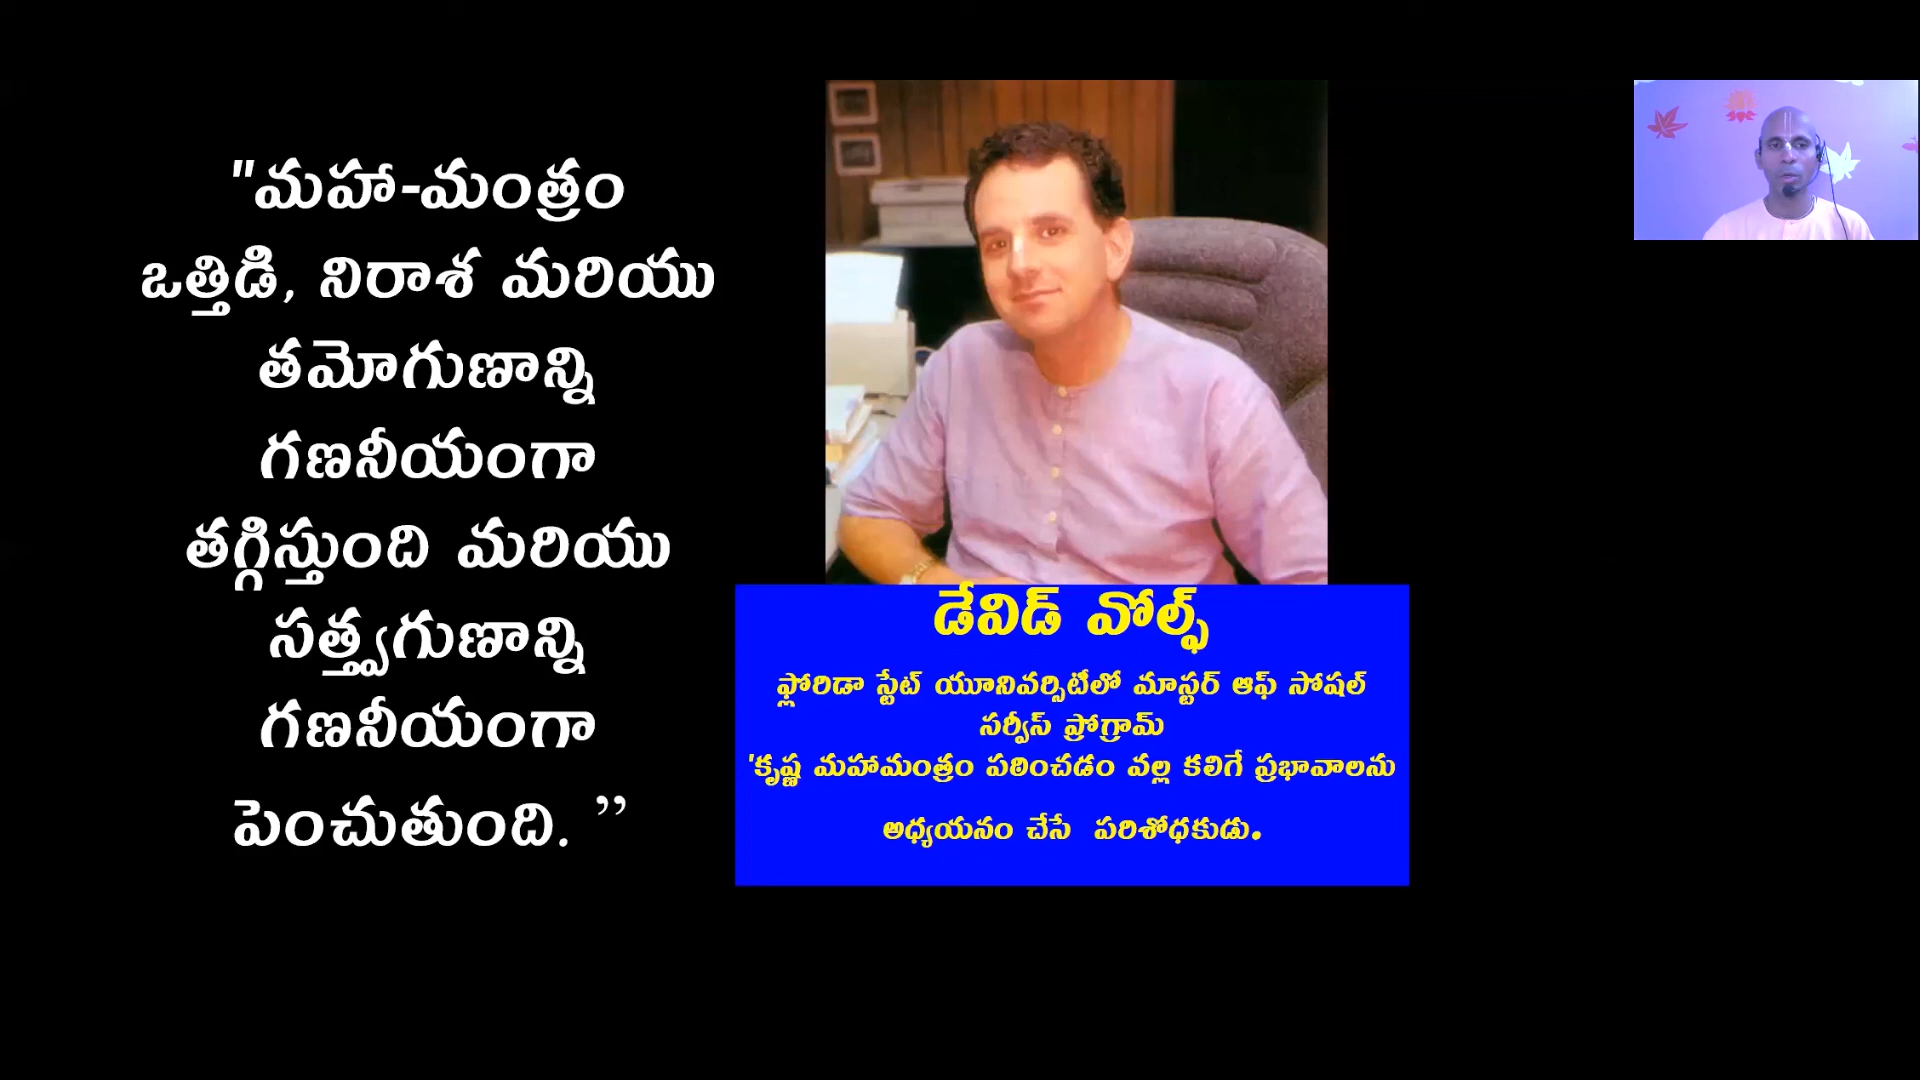 "మహా-మంత్రం
ఒత్తిడి, నిరాశ మరియు
తమోగుణాన్ని
గణనీయంగా
తగ్గిస్తుంది మరియు
సత్త్వగుణాన్ని
గణనీయంగా
పెంచుతుంది. ”
డేవిడ్ వోల్ఫ్
ఫ్లోరిడా స్టేట్ యూనివర్సిటీలో మాస్టర్ ఆఫ్ సోషల్
సర్వీస్ ప్రోగ్రామ్
'కృష్ణ మహామంత్రం పఠించడం వల్ల కలిగే ప్రభావాలను
అధ్యయనం చేసే పరిశోధకుడు.